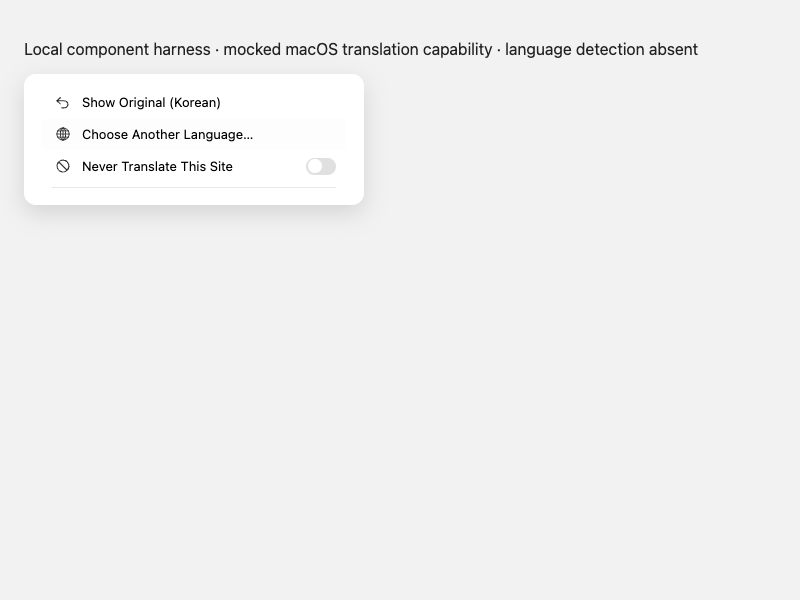 Local component harness · mocked macOS translation capability · language detection absent
Show Original (Korean)
Choose Another Language…
Never Translate This Site